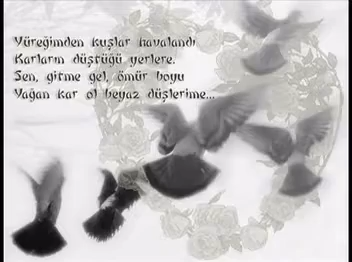 Yüreğimden kuşlar havalandı
Karların düştüğü yerlere.
Sen, gitme gel, ömür boyu
Yağan kar ol beyaz düşlerime...